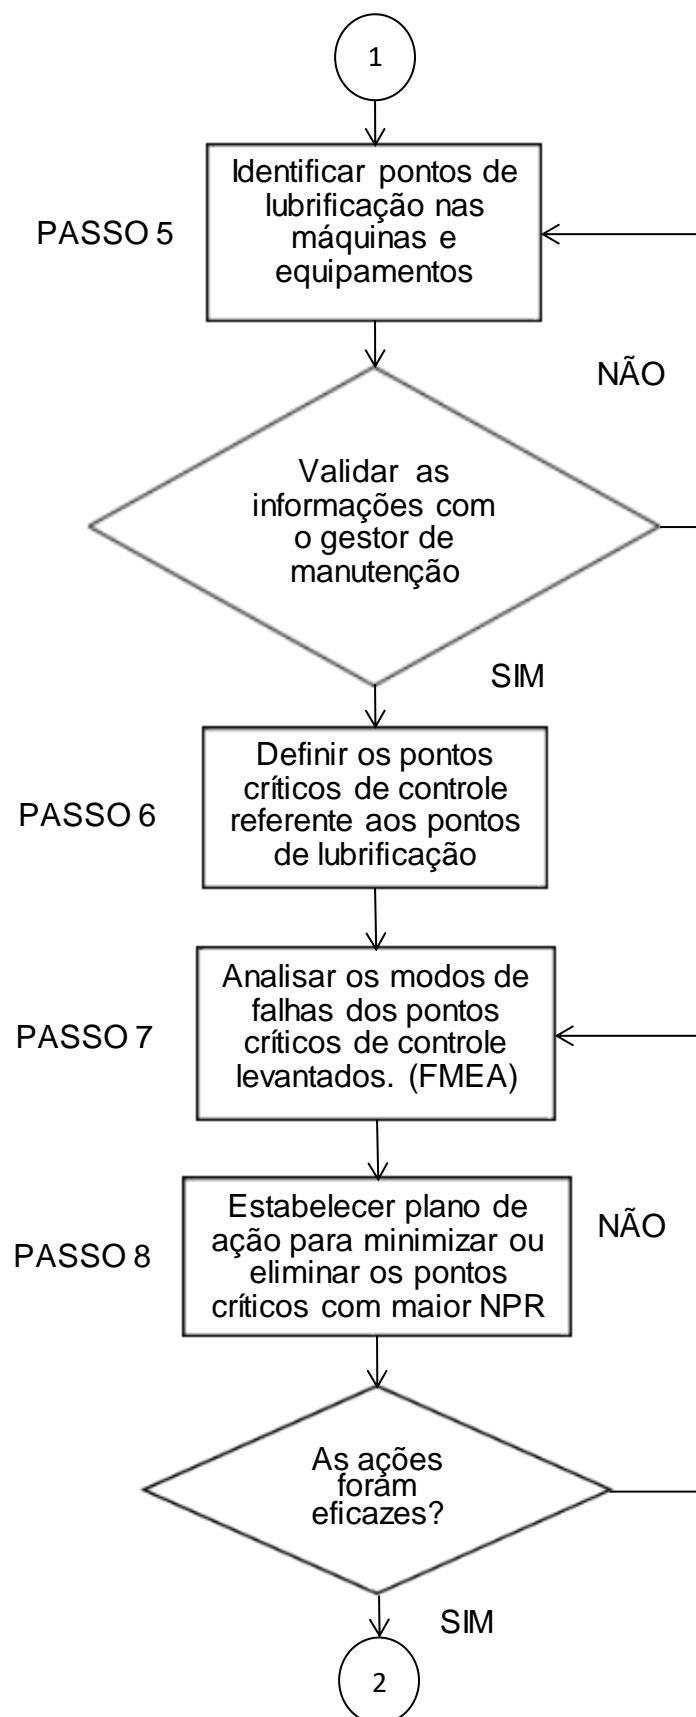 1
PASSO 5
Identificar pontos de
lubrificação nas
máquinas e
equipamentos
NÃO
Validar as
informações com
o gestor de
manutenção
SIM
PASSO 6
Definir os pontos
críticos de controle
referente aos pontos
de lubrificação
PASSO 7
Analisar os modos de
falhas dos pontos
críticos de controle
levantados. (FMEA)
PASSO 8
Estabelecer plano de
ação para minimizar ou
eliminar os pontos
críticos com maior NPR
NÃO
As ações
foram
eficazes?
SIM
2